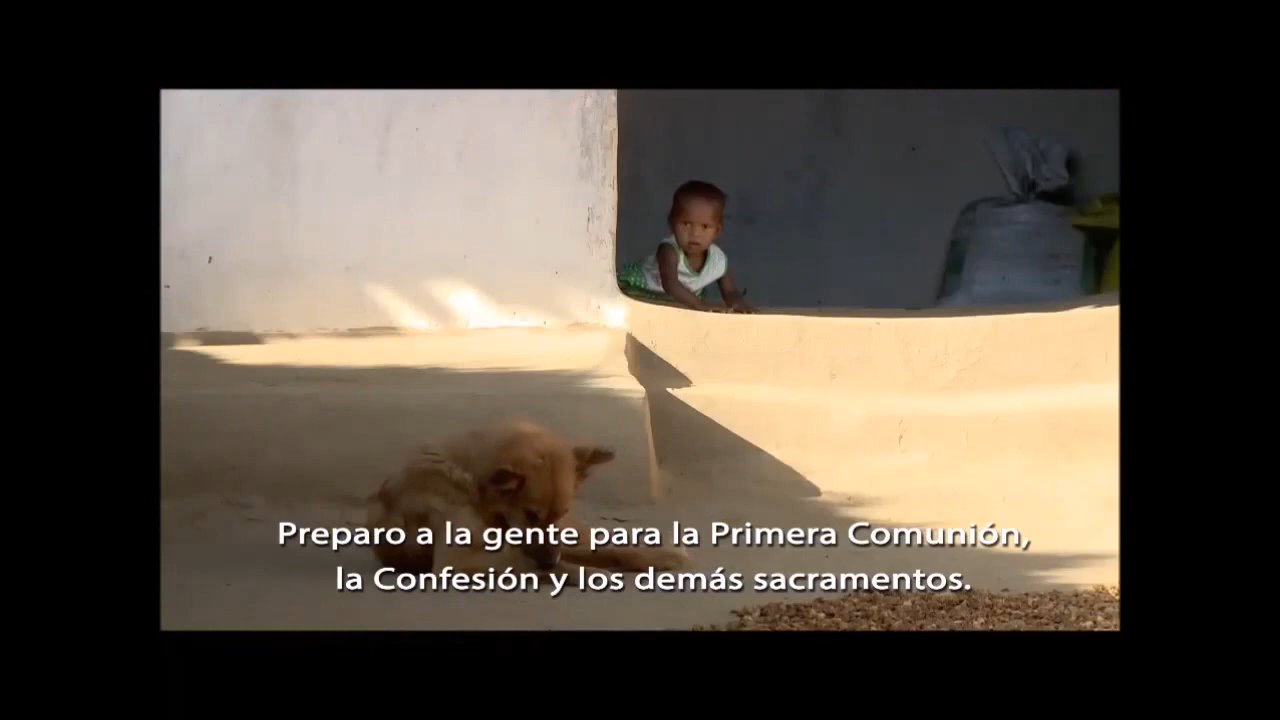 Preparo a la gente para la Primera Comunión,
la Confesión y los demás sacramentos.